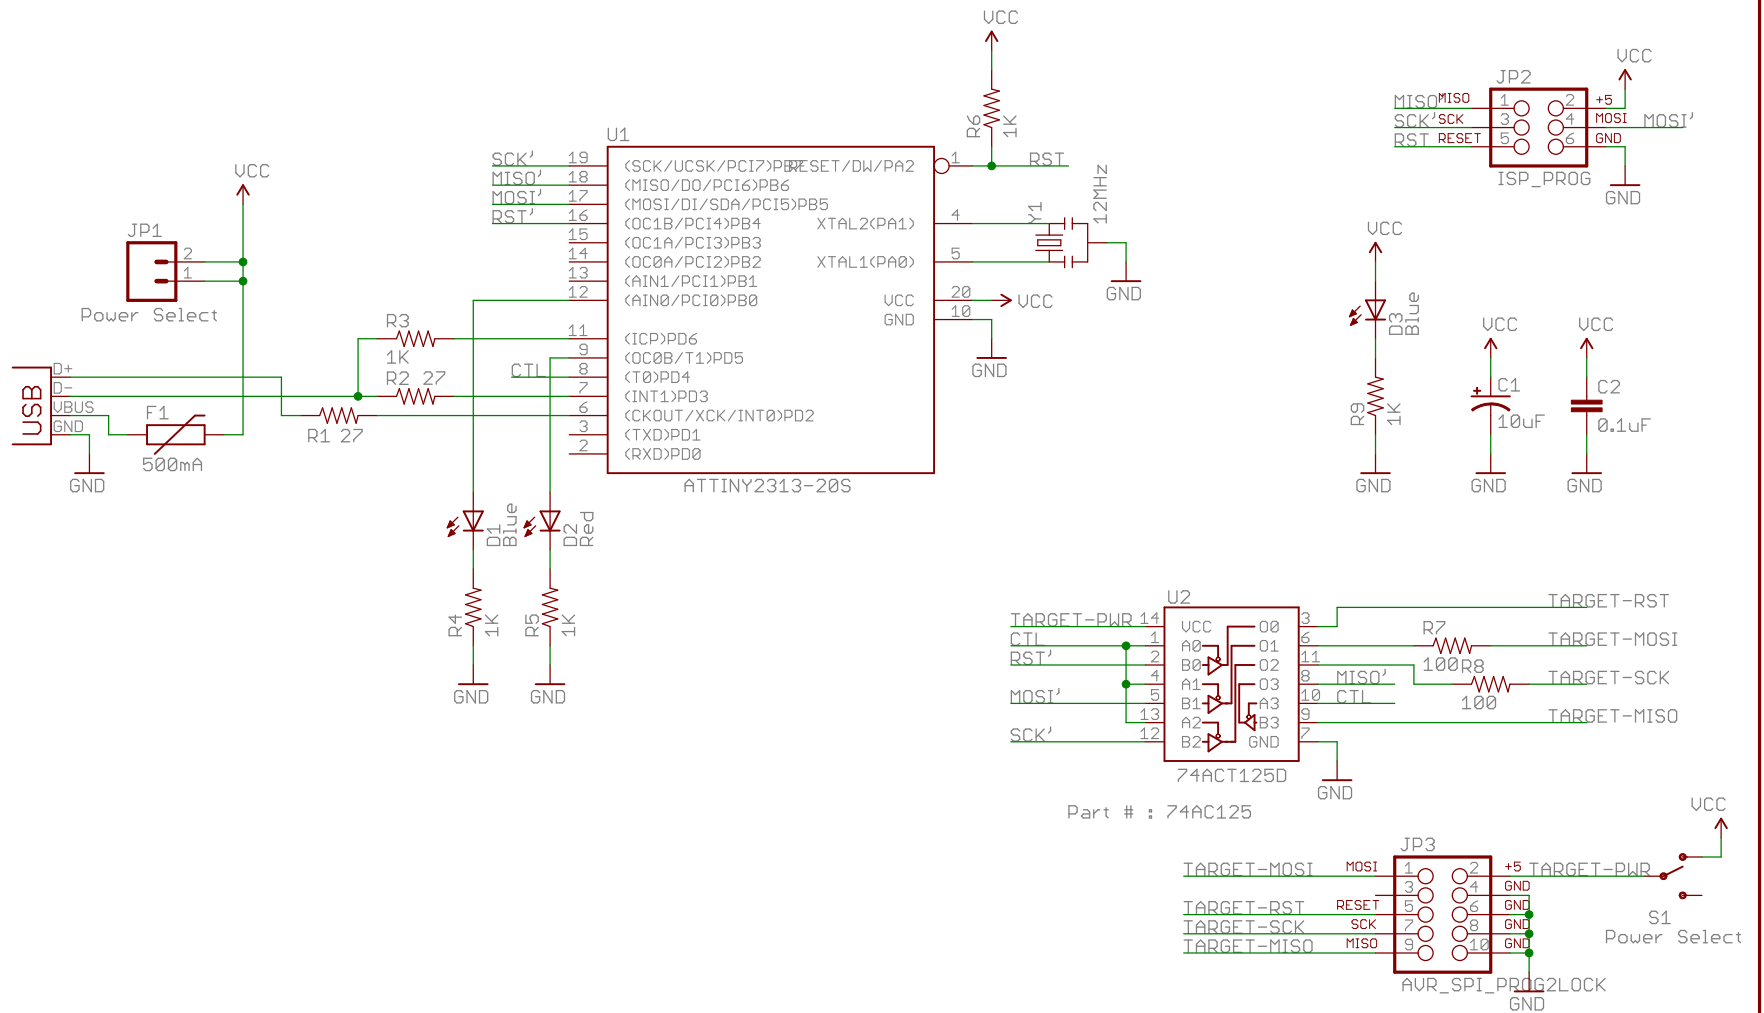 VCC
R6
1K
U1
SCK' 19 (SCK/UCSK/PCI7)PB7 RESET/DW/PA2 1 RST
MISO' 18 (MISO/DO/PCI6)PB6
MOSI' 17 (MOSI/DI/SDA/PCI5)PB5
RST' 16 (OC1B/PCI4)PB4 XTAL2(PA1) 4
15 (OC1A/PCI3)PB3
14 (OC0A/PCI2)PB2 XTAL1(PA0) 5
13 (AIN1/PCI1)PB1
12 (AIN0/PCI0)PB0 VCC 20 VCC
GND 10
GND
11 (ICP)PD6
9 (OC0B/T1)PD5
CTL 8 (T0)PD4
7 (INT1)PD3
6 (CKOUT/XCK/INT0)PD2
3 (TXD)PD1
2 (RXD)PD0
ATTINY2313-20S
Y1
12MHz
GND
VCC
JP1
2
1
Power Select
R3
1K
R2 27
R1 27
USB
D+
D-
VBUS
GND
F1
500mA
GND
D1
Blue
D2
Red
R4
1K
R5
1K
GND
GND
JP2
VCC
MISO' MISO 1 2 +5
SCK' SCK 3 4 MOSI MOSI'
RST RESET 5 6 GND
ISP_PROG
GND
VCC
D3
Blue
R9
1K
GND
VCC
C1
10uF
GND
VCC
C2
0.1uF
GND
U2
TARGET-PWR 14 VCC O0 3 TARGET-RST
CTL 1 A0 O1 6 R7 100 TARGET-MOSI
RST' 2 B0 O2 11 R8 100 TARGET-SCK
4 A1 O3 8 MISO'
MOSI' 5 B1 A3 10 CTL
13 A2 B3 9 TARGET-MISO
SCK' 12 B2 GND 7
74ACT125D
GND
Part # : 74AC125
JP3
VCC
TARGET-MOSI MOSI 1 2 +5 TARGET-PWR
3 4 GND
TARGET-RST RESET 5 6 GND
TARGET-SCK SCK 7 8 GND
TARGET-MISO MISO 9 10 GND
AVR_SPI_PROG2LOCK
GND
S1
Power Select